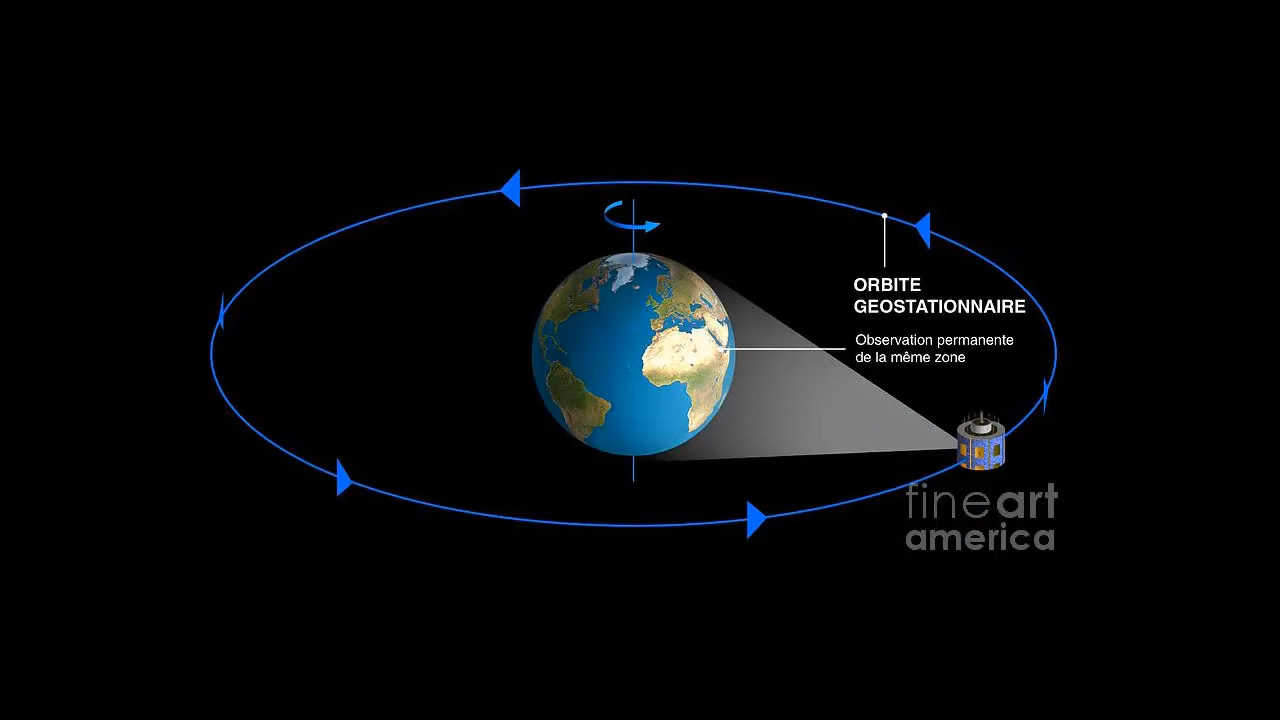 ORBITE
GEOSTATIONNAIRE
Observation permanente
de la même zone
fineart
america